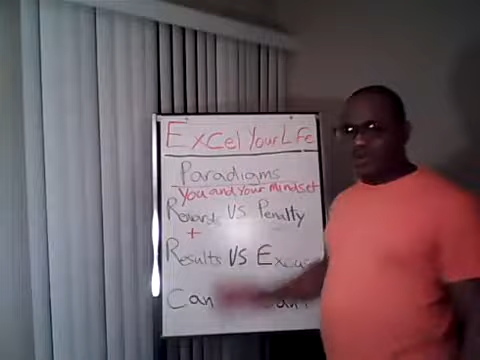 Excel Your Life
Paradigms
You and Your Mindset
Reward VS Penalty
+
Results VS
Can